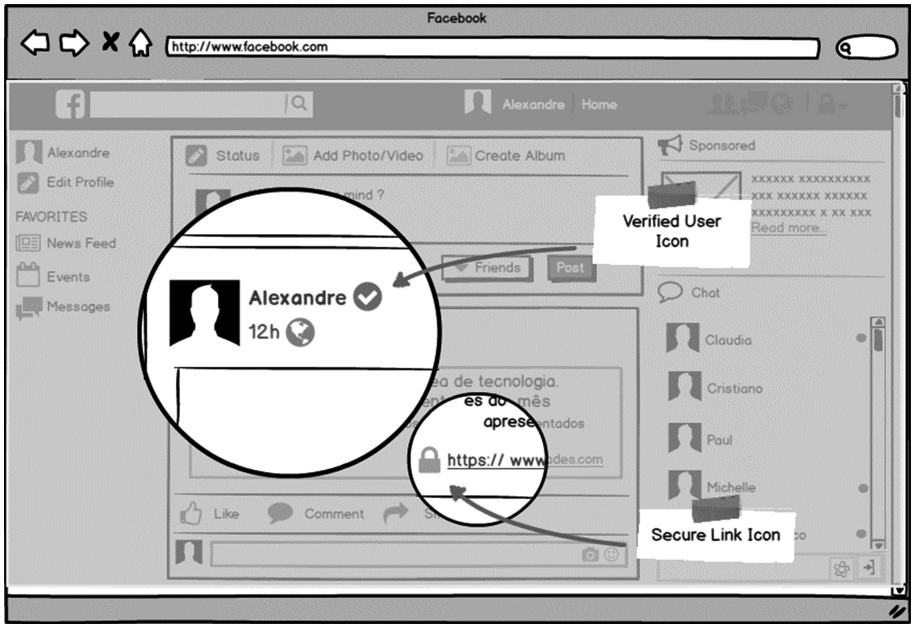 Facebook
http://www.facebook.com
f
Alexandre Home
Alexandre
Edit Profile
FAVORITES
News Feed
Events
Messages
Status Add Photo/Video Create Album
mind ?
Friends Post
Alexandre
12h
ea de tecnologia.
es do mês
apresentados
https:// www des.com
Like Comment
Sponsored
xxxxxx xxxxxxxxxx
xxx xxxxxx xxxxxx
xxxxxxxxx x xx xxx
Read more...
Verified User
Icon
Chat
Claudia
Cristiano
Paul
Michelle
co
Secure Link Icon